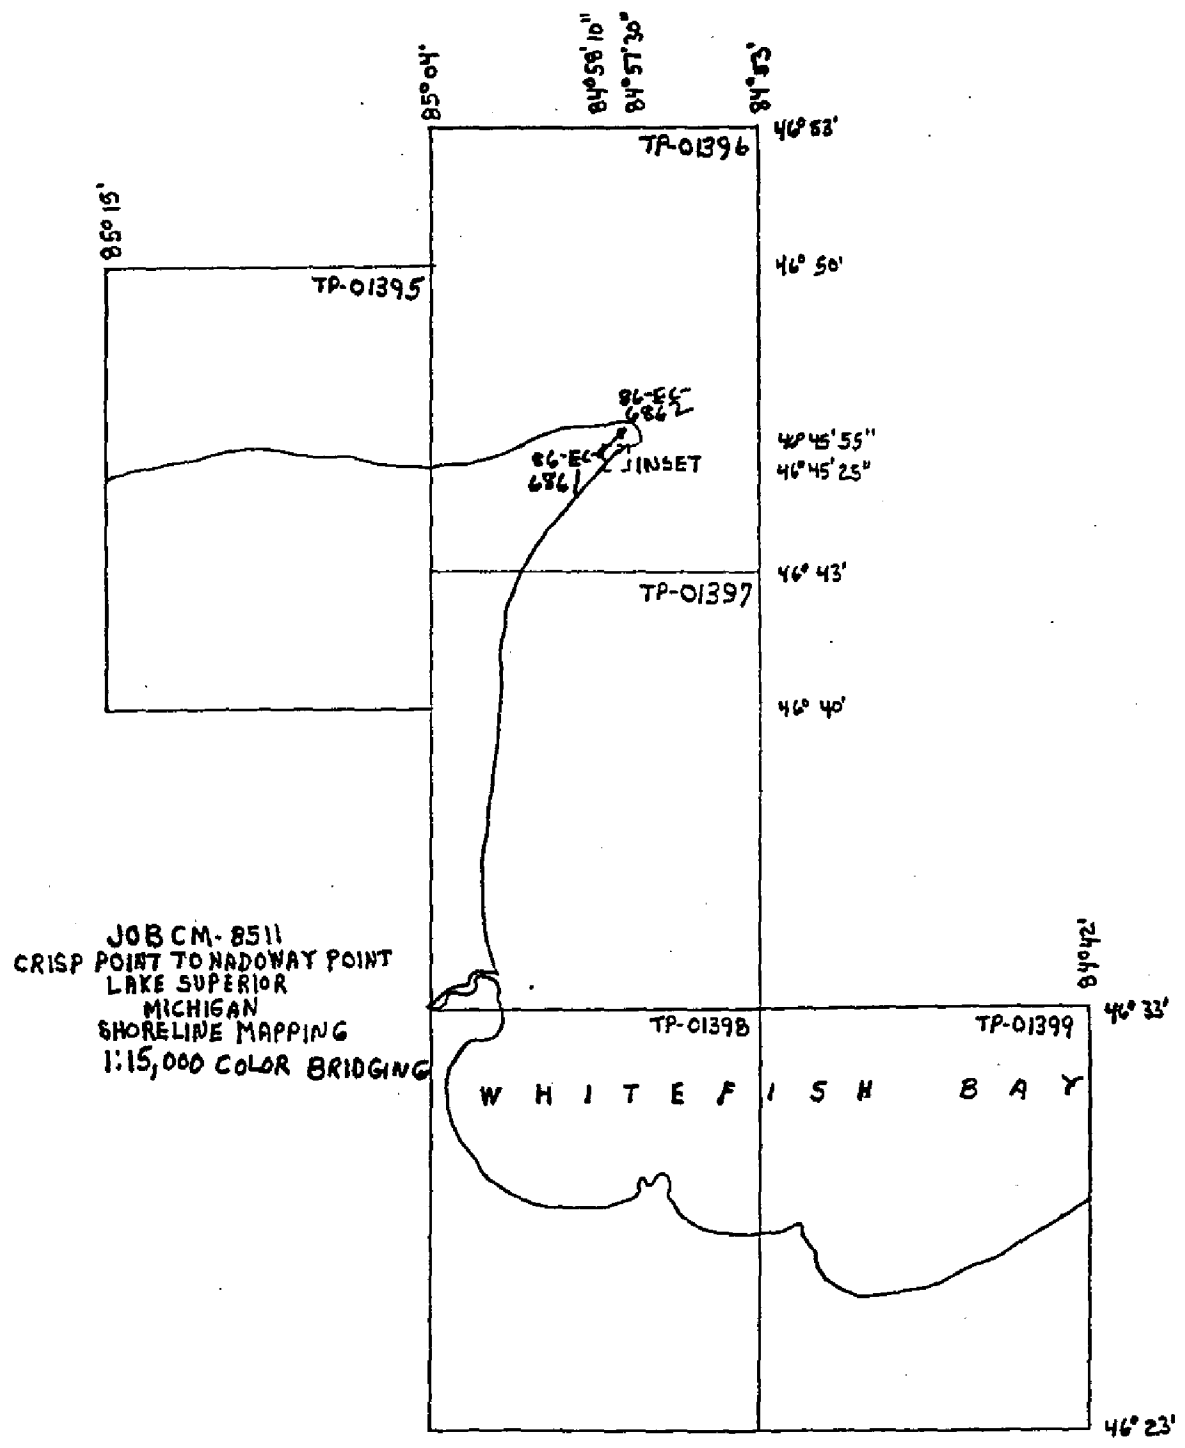 85° 04'
84° 58' 10"
84° 57' 30"
84° 53'
46° 53'
TP-01396
85° 15'
46° 50'
TP-01395
86-EC-
6862
46° 45' 55"
86-EC-
6861
INSET
46° 45' 25"
46° 43'
TP-01397
46° 40'
JOB CM-8511
CRISP POINT TO NADOWAY POINT
LAKE SUPERIOR
MICHIGAN
SHORELINE MAPPING
1:15,000 COLOR BRIDGING
84° 42'
46° 33'
TP-01398
TP-01399
WHITEFISH BAY
46° 23'